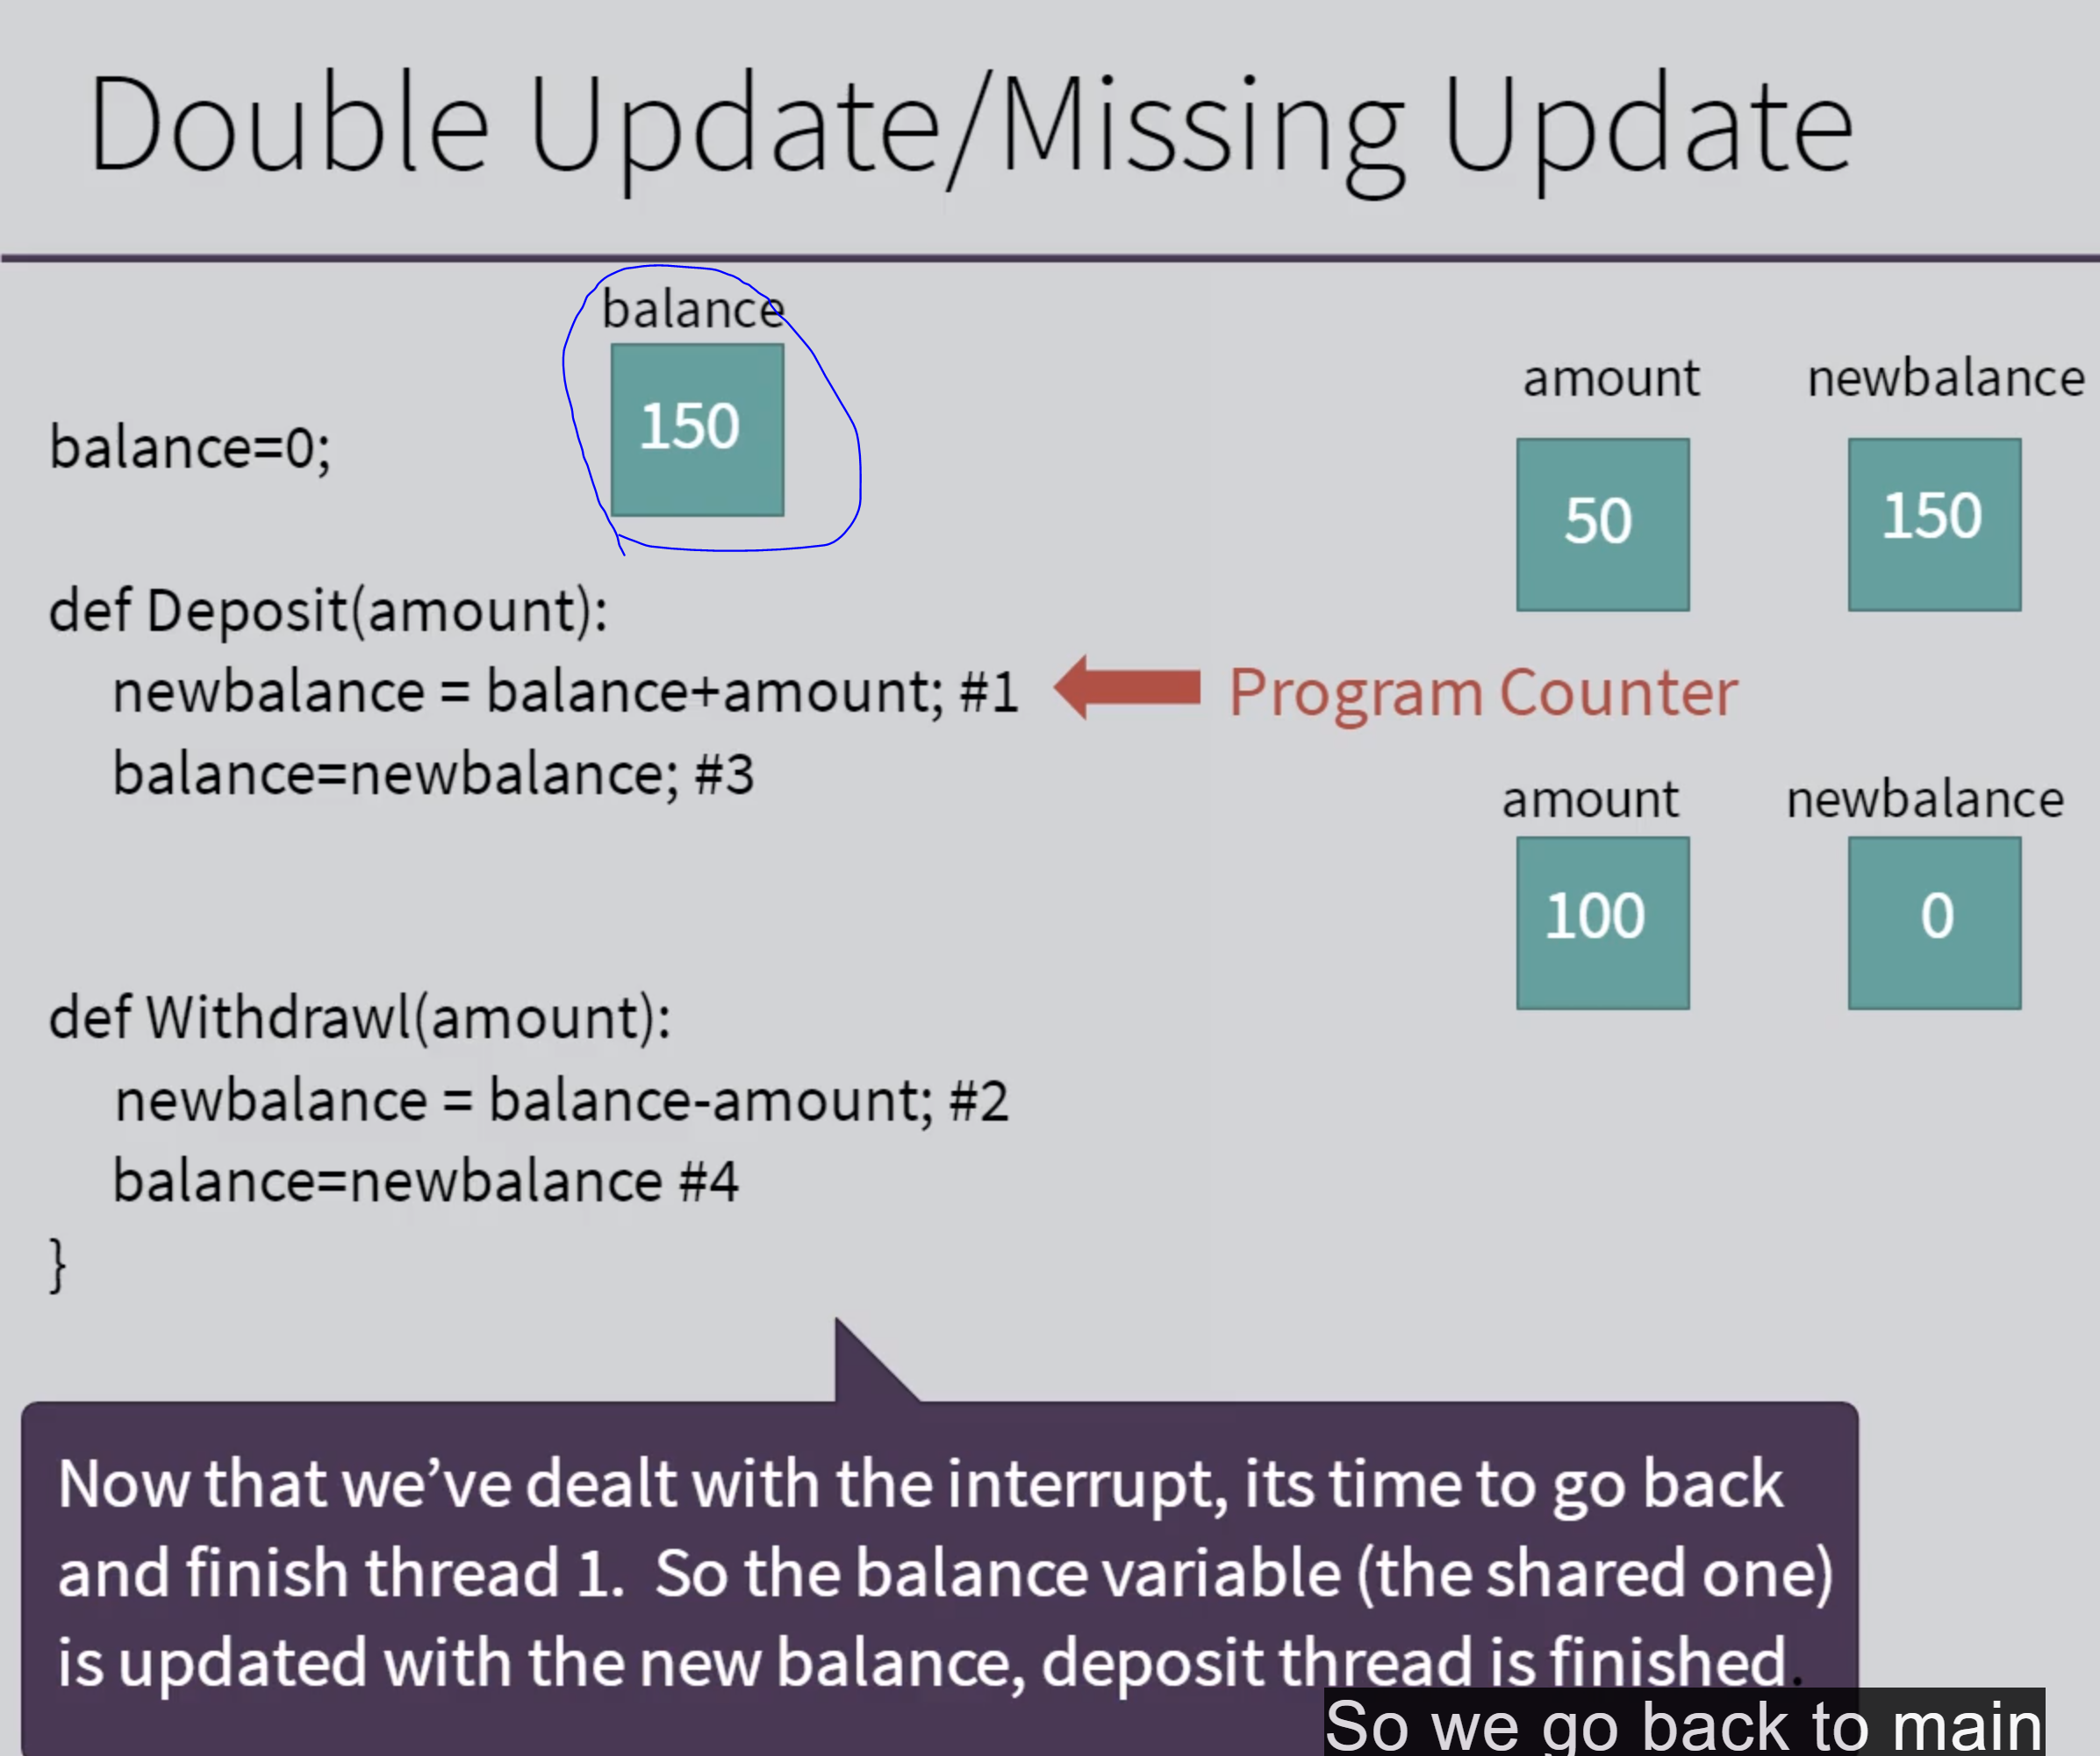 Double Update/Missing Update
balance
150
balance=0;
amount
newbalance
50
150
def Deposit(amount):
newbalance = balance+amount; #1
Program Counter
balance=newbalance; #3
amount
newbalance
100
0
def Withdrawl(amount):
newbalance = balance-amount; #2
balance=newbalance #4
}
Now that we’ve dealt with the interrupt, its time to go back
and finish thread 1.  So the balance variable (the shared one)
is updated with the new balance, deposit thread is finished.
So we go back to main